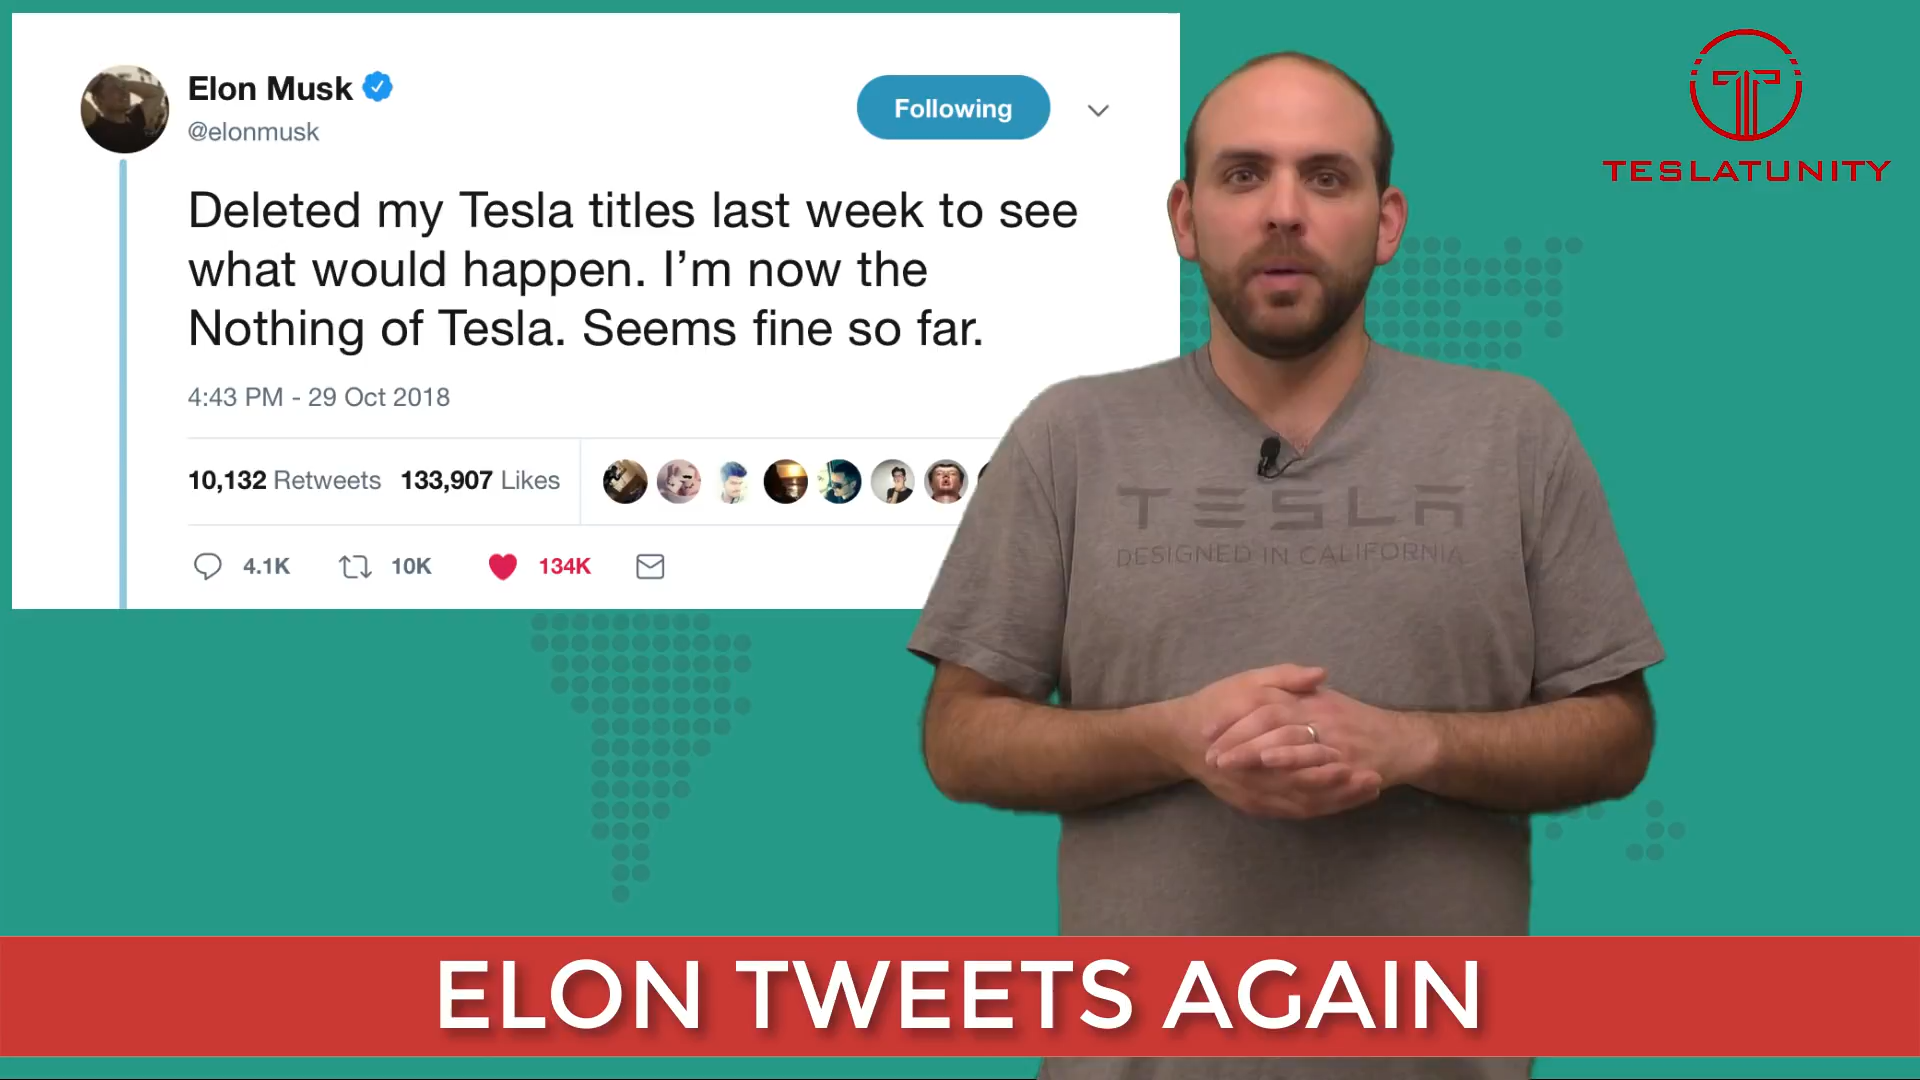 Elon Musk
@elonmusk
Following
Deleted my Tesla titles last week to see
what would happen. I’m now the
Nothing of Tesla. Seems fine so far.
4:43 PM - 29 Oct 2018
10,132 Retweets 133,907 Likes
4.1K 10K 134K
TESLATUNITY
TESLA
DESIGNED IN CALIFORNIA
ELON TWEETS AGAIN